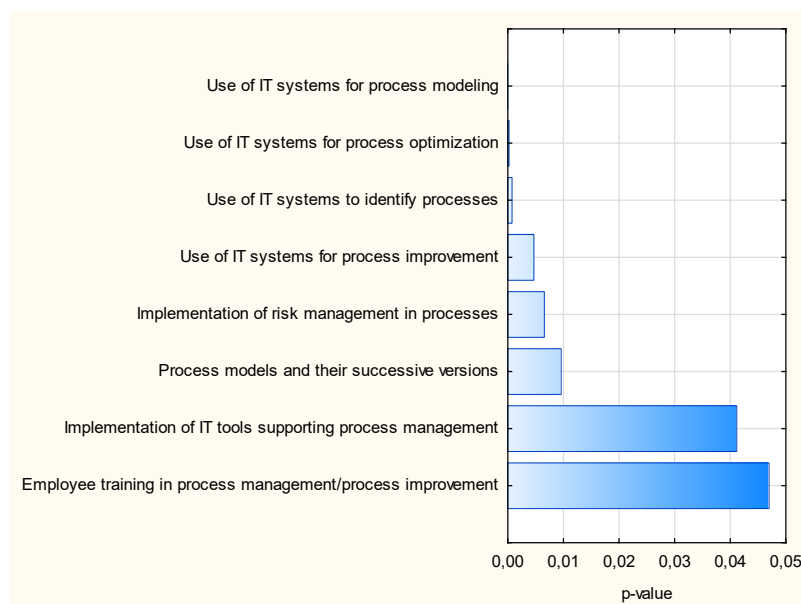 Use of IT systems for process modeling
Use of IT systems for process optimization
Use of IT systems to identify processes
Use of IT systems for process improvement
Implementation of risk management in processes
Process models and their successive versions
Implementation of IT tools supporting process management
Employee training in process management/process improvement
0,00 0,01 0,02 0,03 0,04 0,05
p-value